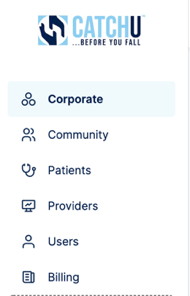 CATCHU
...BEFORE YOU FALL
Corporate
Community
Patients
Providers
Users
Billing